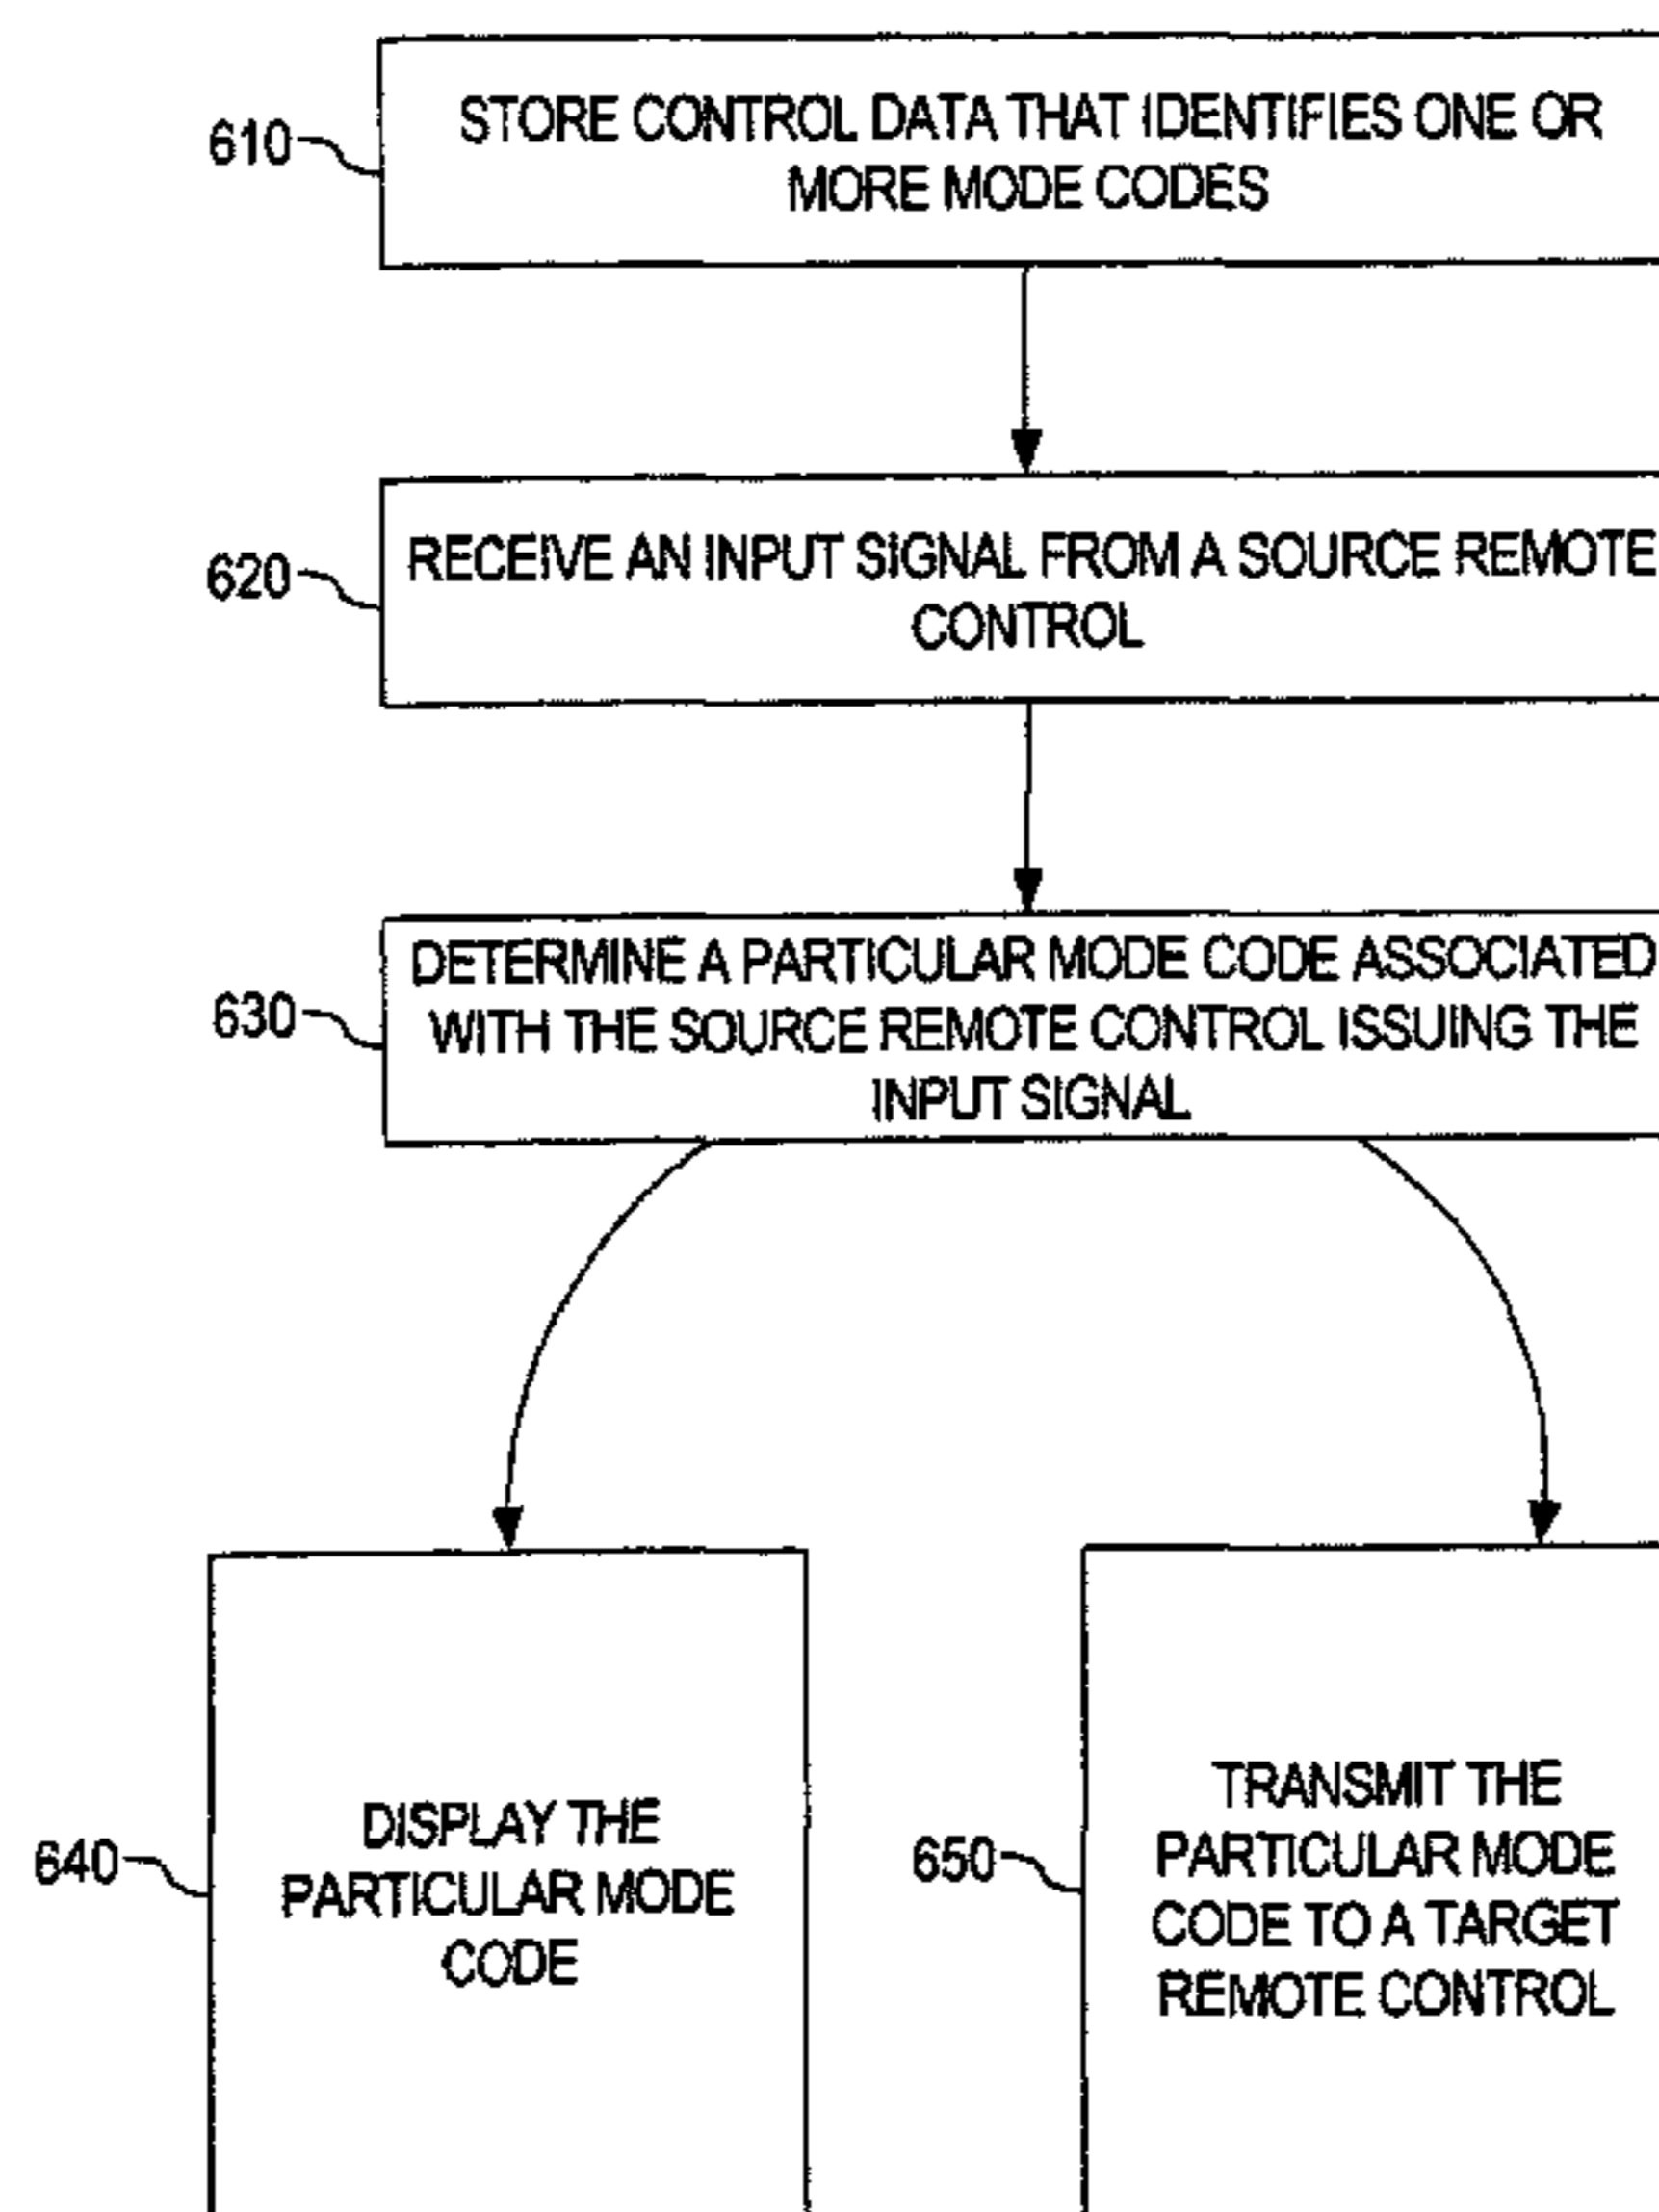 610
STORE CONTROL DATA THAT IDENTIFIES ONE OR
MORE MODE CODES
620
RECEIVE AN INPUT SIGNAL FROM A SOURCE REMOTE
CONTROL
630
DETERMINE A PARTICULAR MODE CODE ASSOCIATED
WITH THE SOURCE REMOTE CONTROL ISSUING THE
INPUT SIGNAL
640
DISPLAY THE
PARTICULAR MODE
CODE
650
TRANSMIT THE
PARTICULAR MODE
CODE TO A TARGET
REMOTE CONTROL